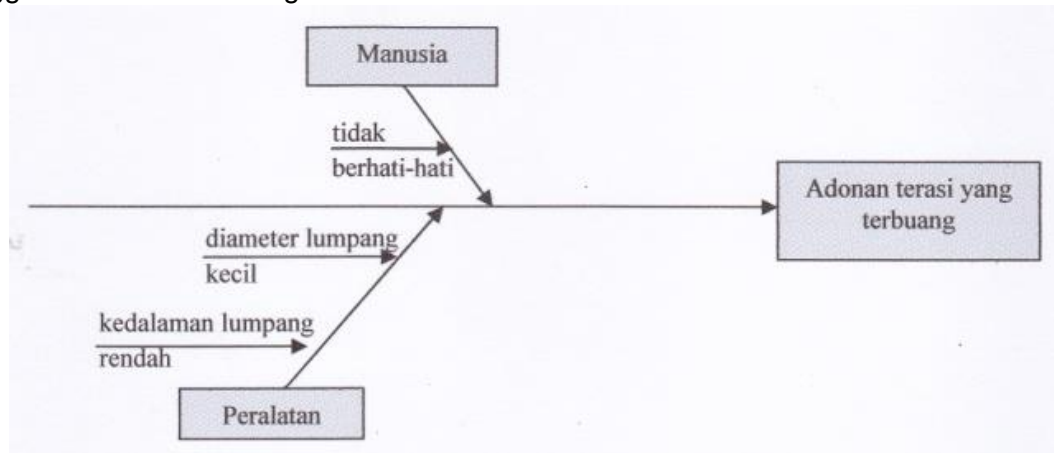 Manusia
tidak
berhati-hati
Adonan terasi yang
terbuang
diameter lumpang
kecil
kedalaman lumpang
rendah
Peralatan